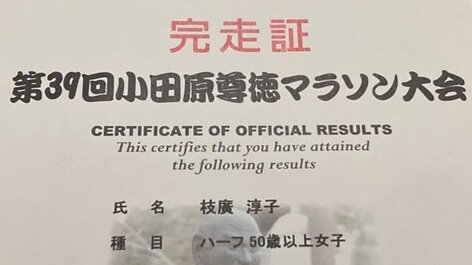 完走証
第39回小田原尊徳マラソン大会
CERTIFICATE OF OFFICIAL RESULTS
This certifies that you have attained
the following results
氏 名 枝廣 淳子
種 目 ハーフ50歳以上女子